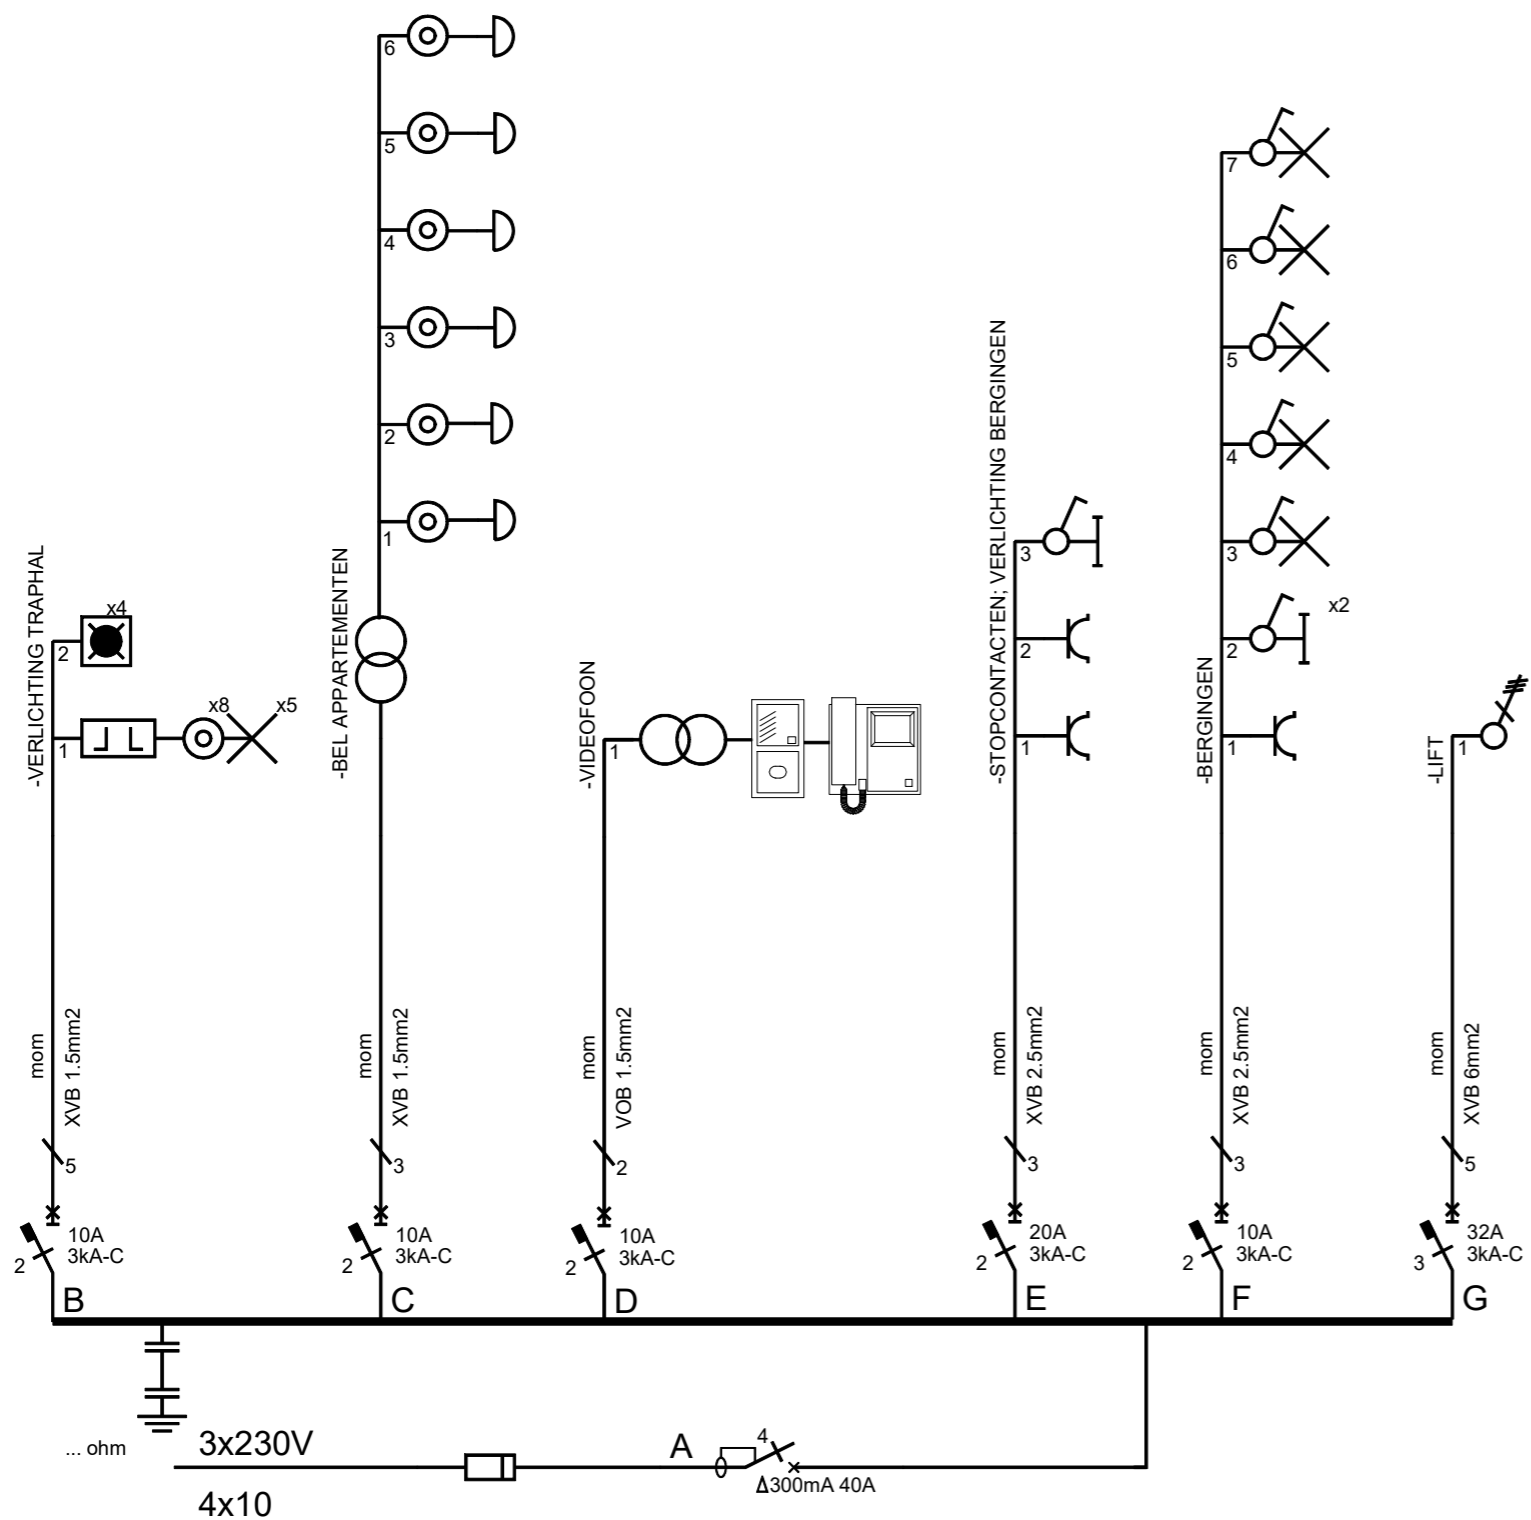 6
5
4
3
2
1
-BEL APPARTEMENTEN
x4
2
x8
x5
1
-VERLICHTING TRAPHAL
1
-VIDEOFOON
3
2
1
-STOPCONTACTEN; VERLICHTING BERGINGEN
7
6
5
4
3
2
x2
1
-BERGINGEN
1
-LIFT
mom
XVB 1.5mm2
5
10A
3kA-C
2
B
mom
XVB 1.5mm2
3
10A
3kA-C
2
C
mom
VOB 1.5mm2
2
10A
3kA-C
2
D
mom
XVB 2.5mm2
3
20A
3kA-C
2
E
mom
XVB 2.5mm2
3
10A
3kA-C
2
F
mom
XVB 6mm2
5
32A
3kA-C
3
G
... ohm
3x230V
4x10
A
4
Δ300mA 40A